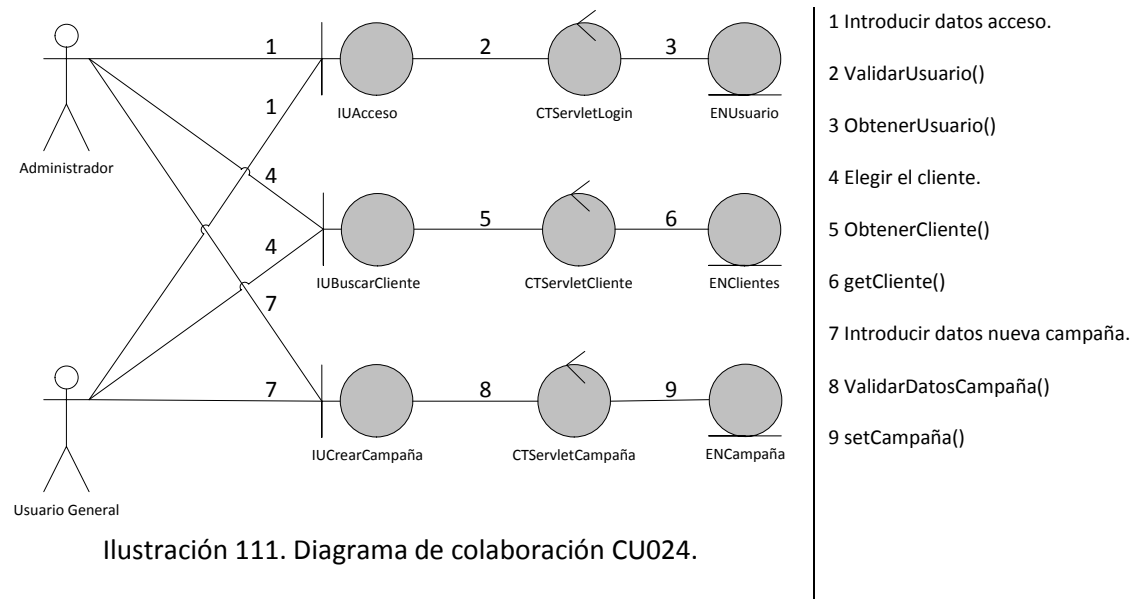 1
2
3
IUAcceso
CTServletLogin
ENUsuario
1
Administrador
4
5
6
4
IUBuscarCliente
CTServletCliente
ENClientes
7
7
8
9
IUCrearCampaña
CTServletCampaña
ENCampaña
Usuario General
Ilustración 111. Diagrama de colaboración CU024.
1 Introducir datos acceso.
2 ValidarUsuario()
3 ObtenerUsuario()
4 Elegir el cliente.
5 ObtenerCliente()
6 getCliente()
7 Introducir datos nueva campaña.
8 ValidarDatosCampaña()
9 setCampaña()